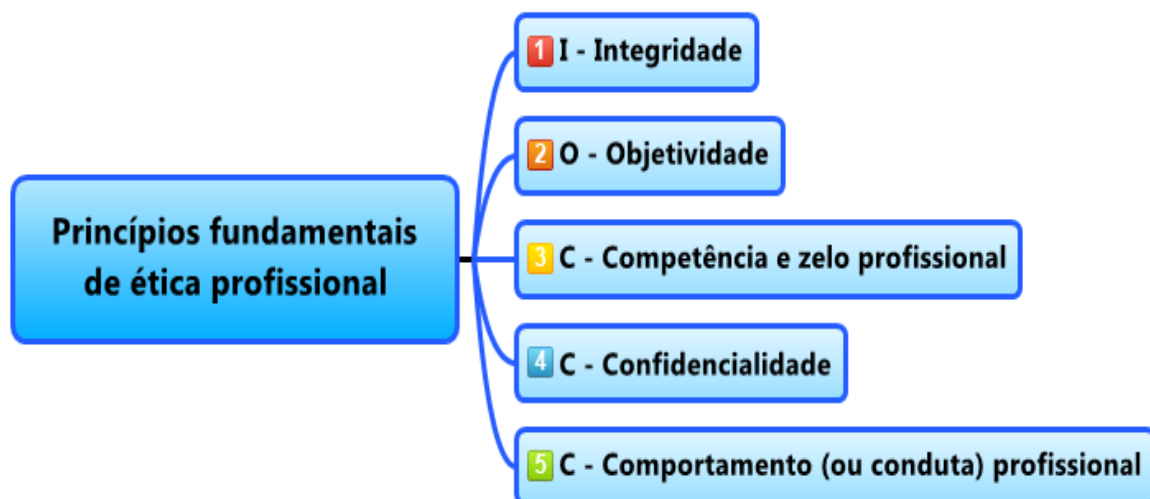 Princípios fundamentais
de ética profissional
1 I - Integridade
2 O - Objetividade
3 C - Competência e zelo profissional
4 C - Confidencialidade
5 C - Comportamento (ou conduta) profissional